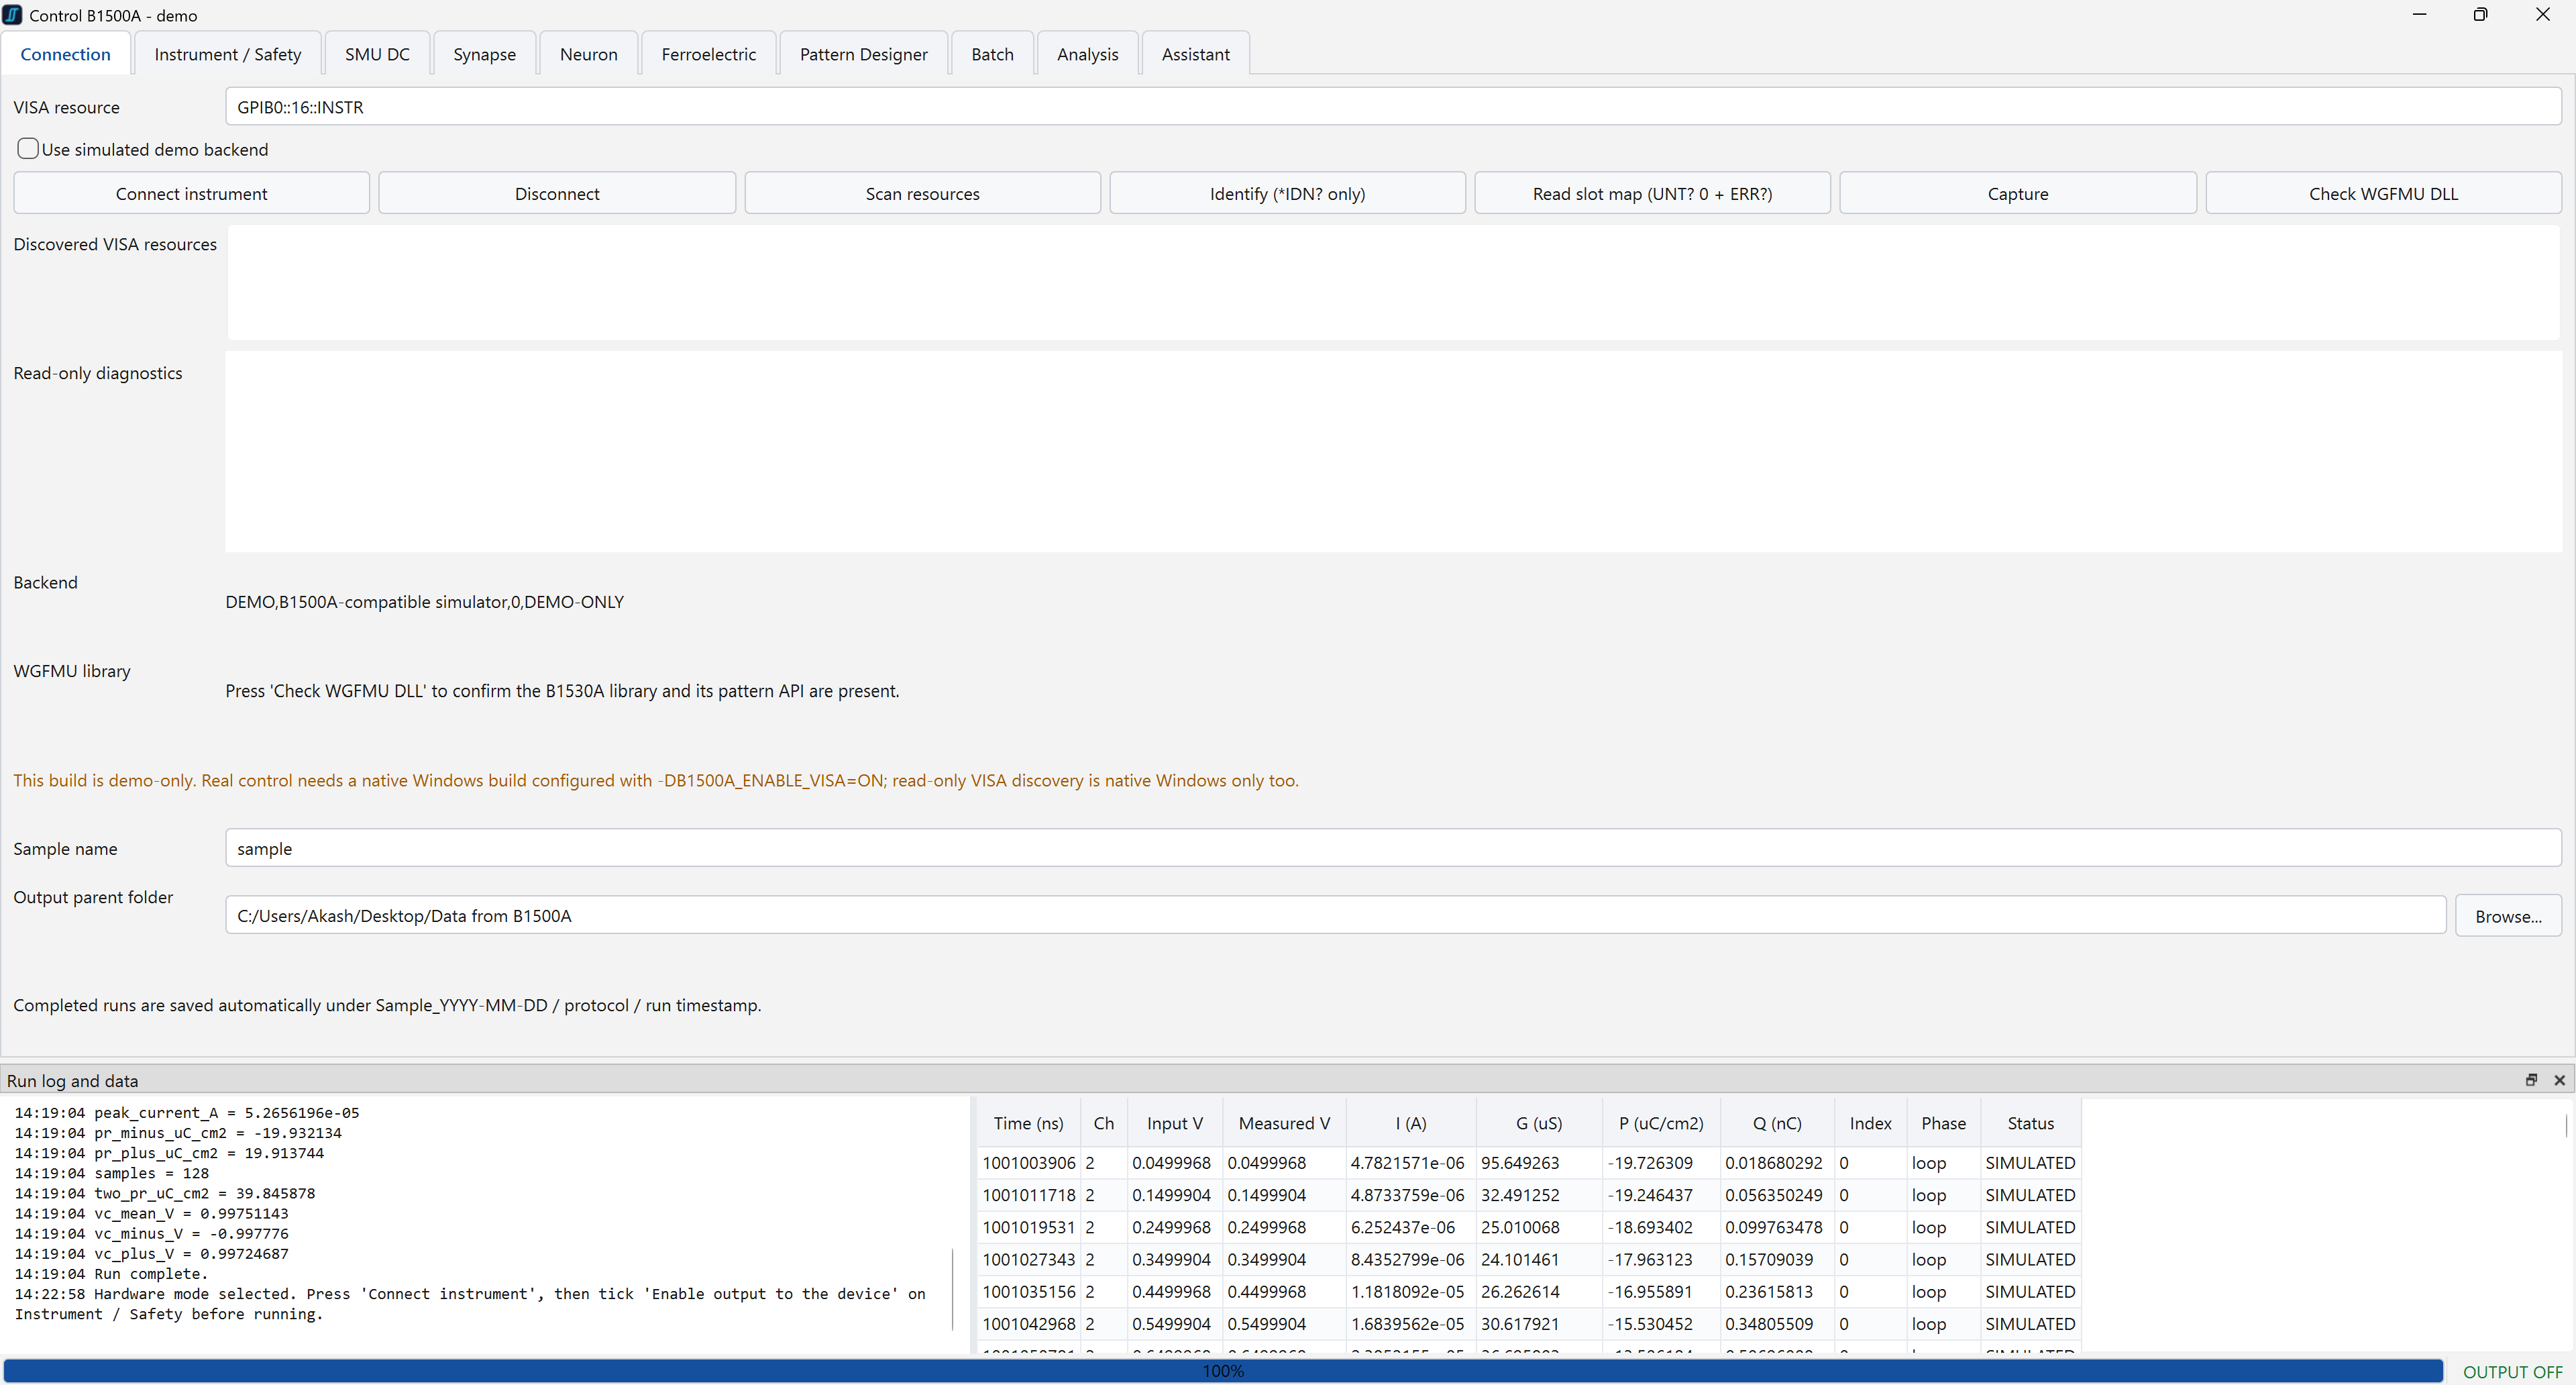 Control B1500A - demo
Connection Instrument / Safety SMU DC Synapse Neuron Ferroelectric Pattern Designer Batch Analysis Assistant
VISA resource GPIB0::16::INSTR
Use simulated demo backend
Connect instrument Disconnect Scan resources Identify (*IDN? only) Read slot map (UNT? 0 + ERR?) Capture Check WGFMU DLL
Discovered VISA resources
Read-only diagnostics
Backend
DEMO,B1500A-compatible simulator,0,DEMO-ONLY
WGFMU library
Press 'Check WGFMU DLL' to confirm the B1530A library and its pattern API are present.
This build is demo-only. Real control needs a native Windows build configured with -DB1500A_ENABLE_VISA=ON; read-only VISA discovery is native Windows only too.
Sample name sample
Output parent folder
C:/Users/Akash/Desktop/Data from B1500A Browse...
Completed runs are saved automatically under Sample_YYYY-MM-DD / protocol / run timestamp.
Run log and data
14:19:04 peak_current_A = 5.2656196e-05
14:19:04 pr_minus_uC_cm2 = -19.932134
14:19:04 pr_plus_uC_cm2 = 19.913744
14:19:04 samples = 128
14:19:04 two_pr_uC_cm2 = 39.845878
14:19:04 vc_mean_V = 0.99751143
14:19:04 vc_minus_V = -0.997776
14:19:04 vc_plus_V = 0.99724687
14:19:04 Run complete.
14:22:58 Hardware mode selected. Press 'Connect instrument', then tick 'Enable output to the device' on
Instrument / Safety before running.
Time (ns) Ch Input V Measured V I (A) G (uS) P (uC/cm2) Q (nC) Index Phase Status
1001003906 2 0.0499968 0.0499968 4.7821571e-06 95.649263 -19.726309 0.018680292 0 loop SIMULATED
1001011718 2 0.1499904 0.1499904 4.8733759e-06 32.491252 -19.246437 0.056350249 0 loop SIMULATED
1001019531 2 0.2499968 0.2499968 6.252437e-06 25.010068 -18.693402 0.099763478 0 loop SIMULATED
1001027343 2 0.3499904 0.3499904 8.4352799e-06 24.101461 -17.963123 0.15709039 0 loop SIMULATED
1001035156 2 0.4499968 0.4499968 1.1818092e-05 26.262614 -16.955891 0.23615813 0 loop SIMULATED
1001042968 2 0.5499904 0.5499904 1.6839562e-05 30.617921 -15.530452 0.34805509 0 loop SIMULATED
100% OUTPUT OFF